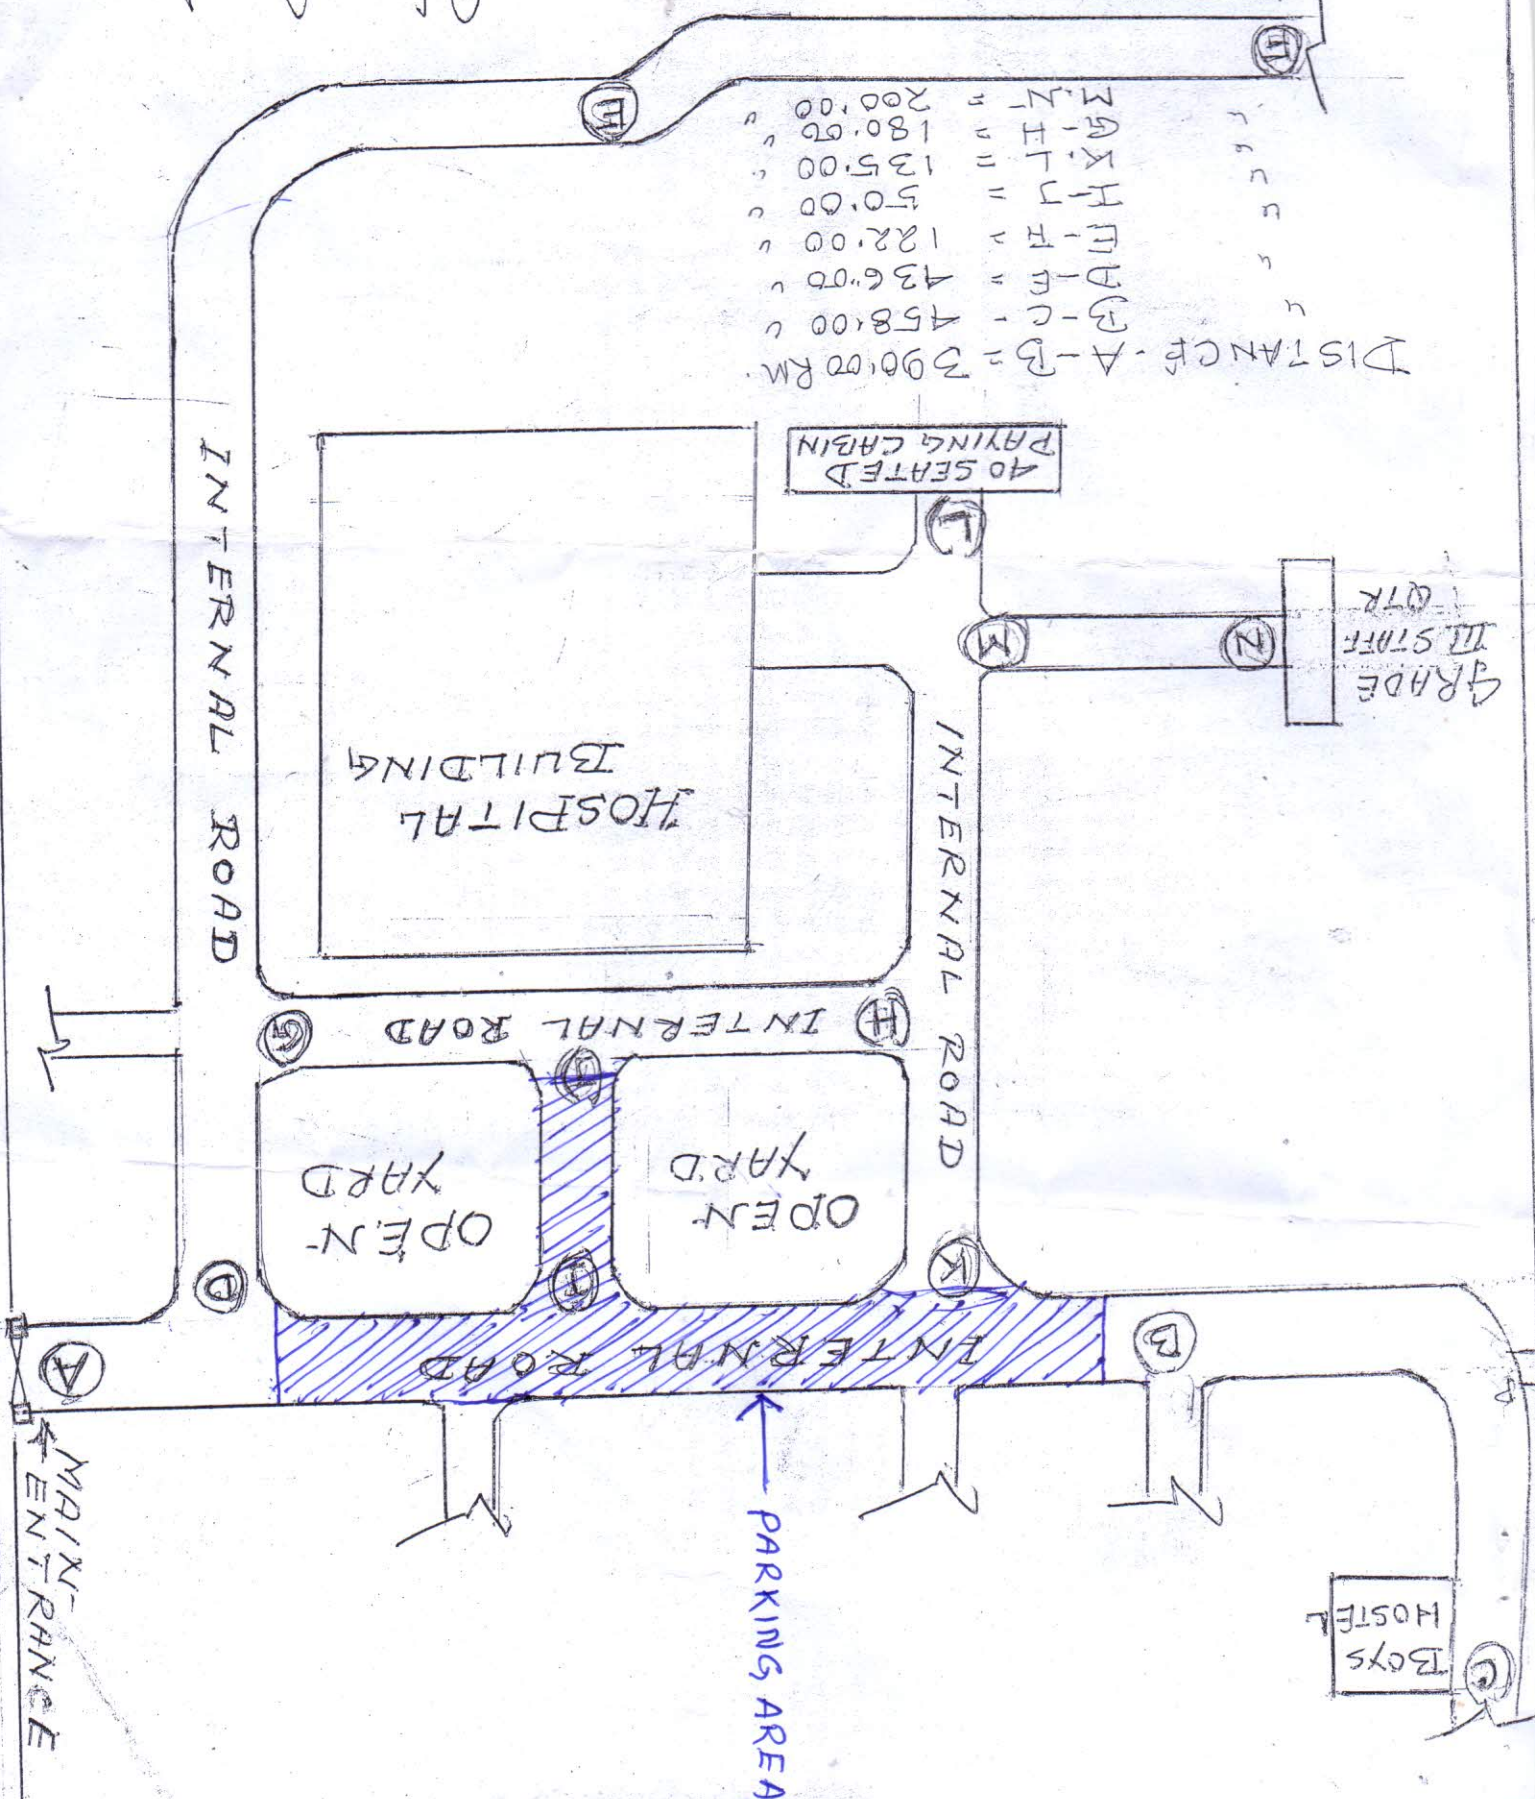 DISTANCE - A-B = 390.00 RM.
" B-C - 458.00 "
" D-E = 436.00 "
" E-F = 122.00 "
" I-J = 50.00 "
" K.L = 135.00 "
" G-H = 180.00 "
" M.N = 200.00
F
E
40 SEATED
PAYING CABIN
L
GRADE
III STAFF
QTR
N
M
HOSPITAL
BUILDING
INTERNAL ROAD
INTERNAL ROAD
H
INTERNAL ROAD
G
J
OPEN
YARD
OPEN
YARD
K
I
D
B
INTERNAL ROAD
A
MAIN-
ENTRANCE
PARKING AREA
BOYS
HOSTEL
C